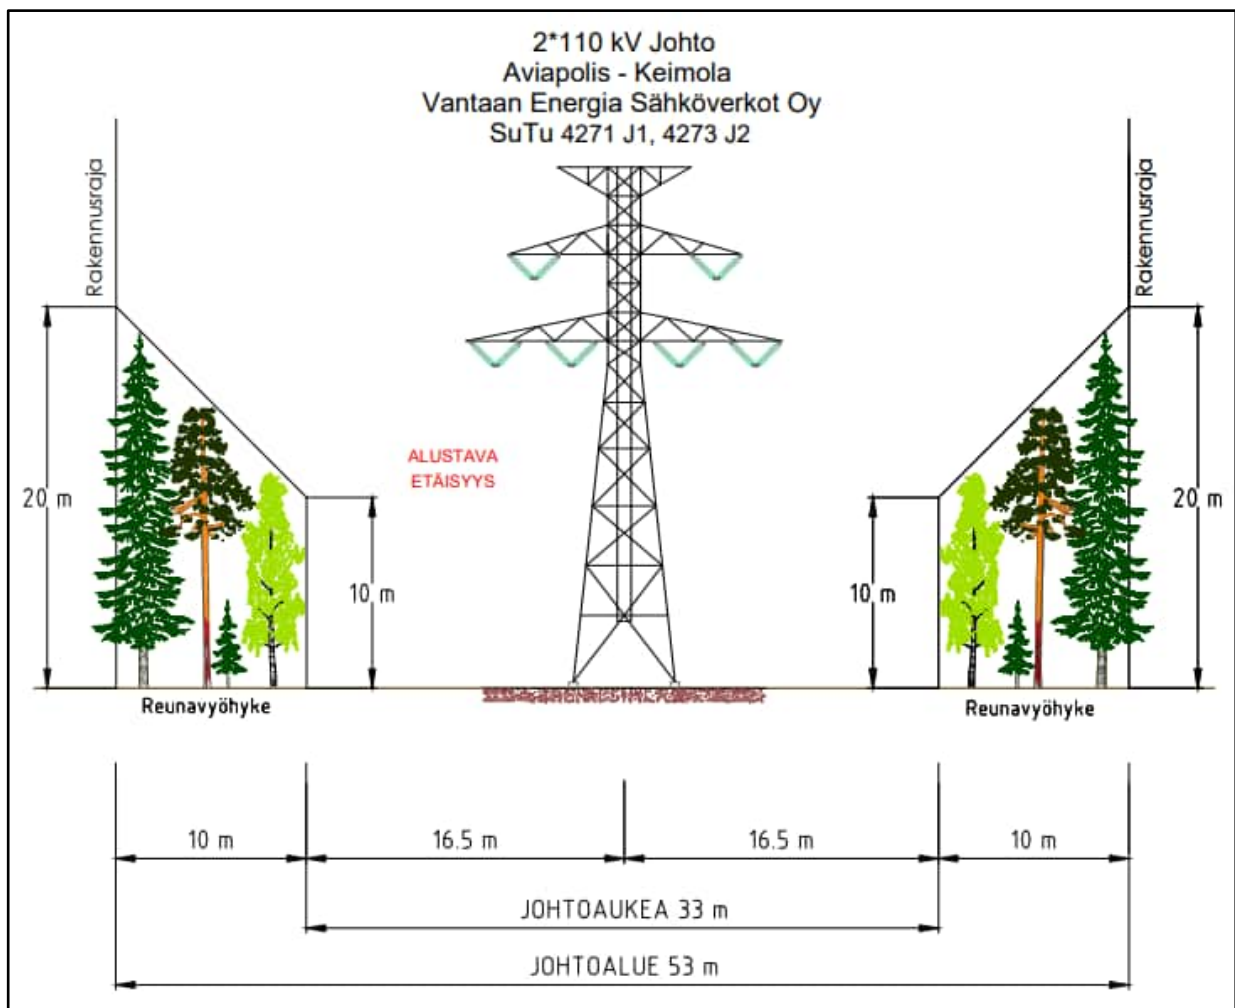 2*110 kV Johto
Aviapolis - Keimola
Vantaan Energia Sähköverkot Oy
SuTu 4271 J1, 4273 J2
Rakennusraja
Rakennusraja
ALUSTAVA
ETÄISYYS
20 m
10 m
10 m
20 m
Reunavyöhyke
Reunavyöhyke
10 m
16.5 m
16.5 m
10 m
JOHTOAUKEA 33 m
JOHTOALUE 53 m